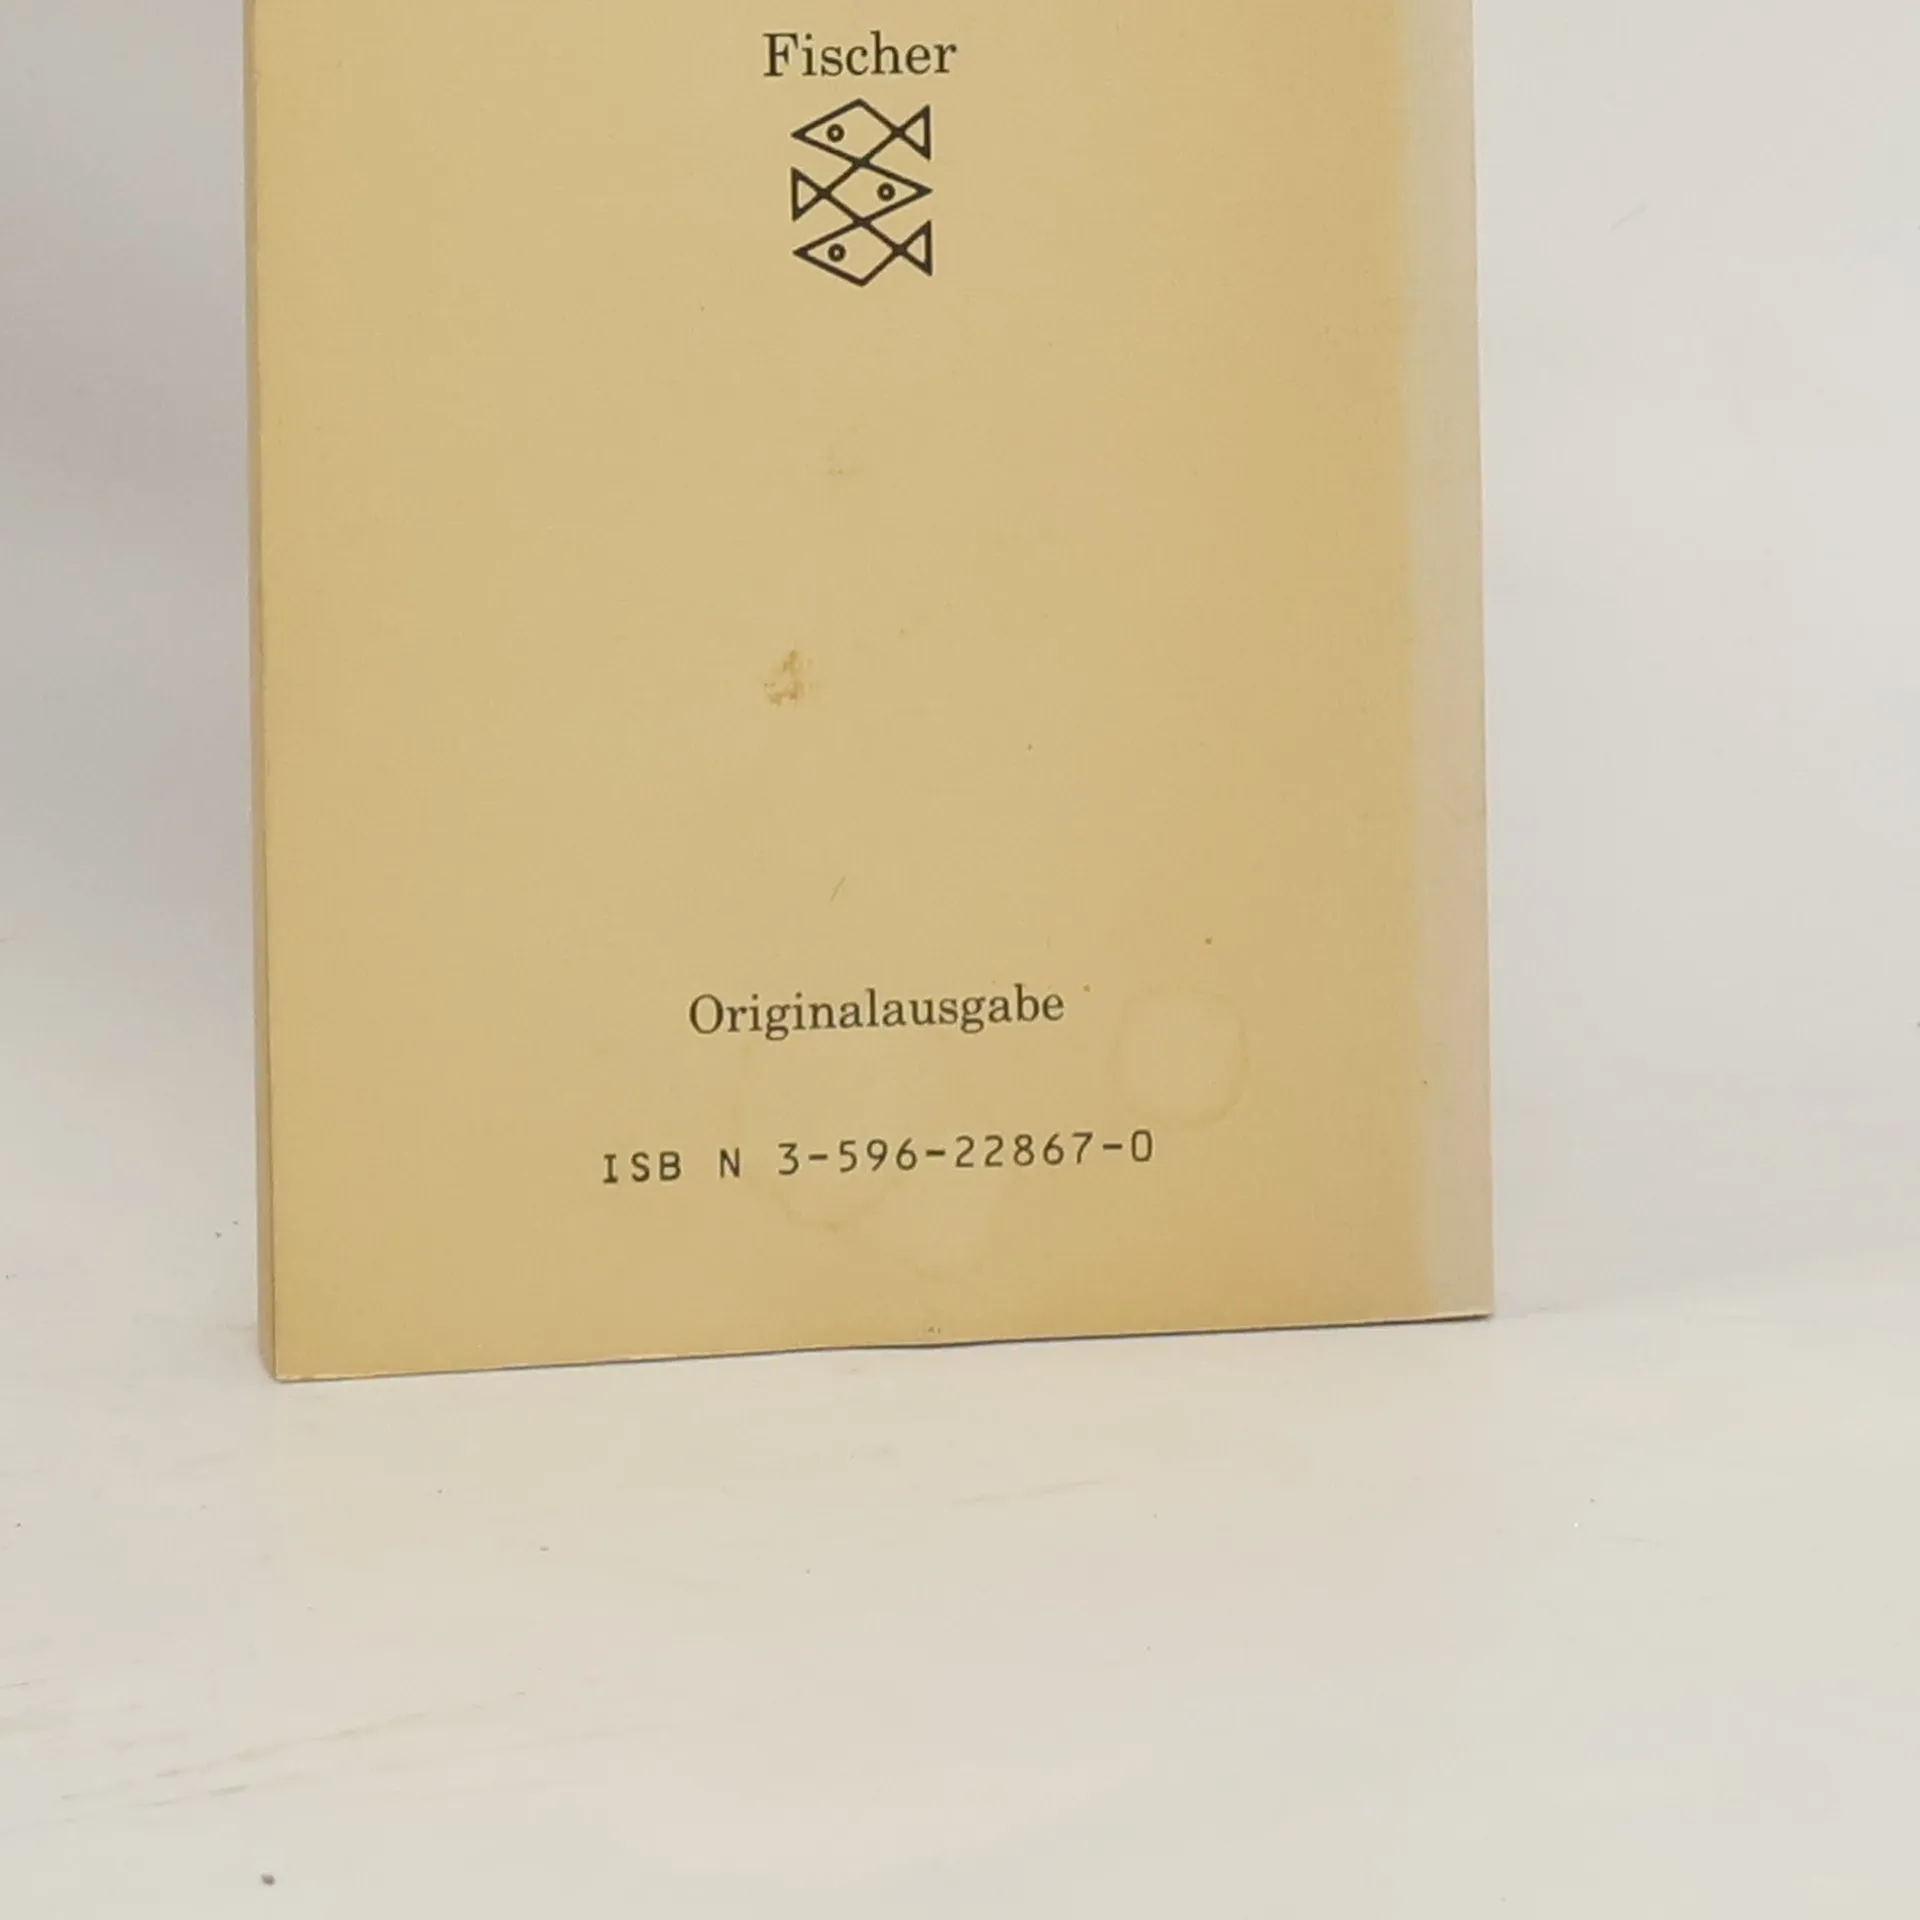 Fischer
Originalausgabe
ISB N 3-596-22867-0